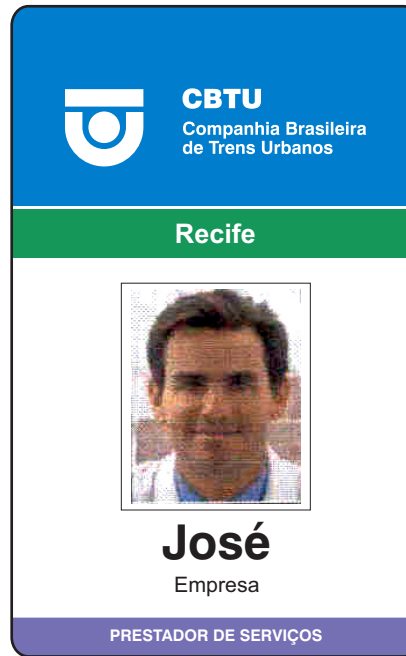 CBTU
Companhia Brasileira
de Trens Urbanos
Recife
José
Empresa
PRESTADOR DE SERVIÇOS